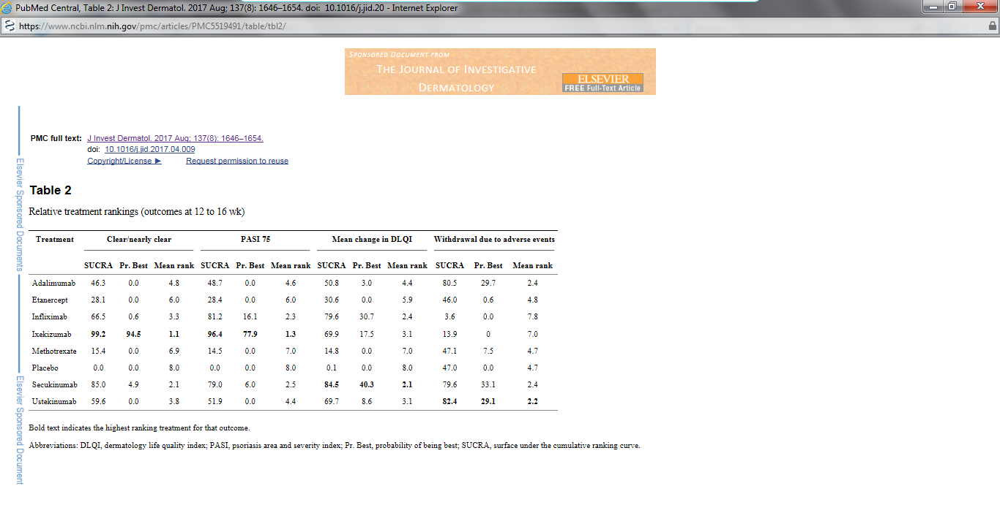 PubMed Central, Table 2: J Invest Dermatol. 2017 Aug; 137(8): 1646–1654. doi:  10.1016/j.jid.20 - Internet Explorer
https://www.ncbi.nlm.nih.gov/pmc/articles/PMC5519491/table/tbl2/
SPONSORED DOCUMENT FROM
THE JOURNAL OF INVESTIGATIVE
DERMATOLOGY
ELSEVIER
FREE Full-Text Article
Elsevier Sponsored Documents
Elsevier Sponsored Document
PMC full text: J Invest Dermatol. 2017 Aug; 137(8): 1646–1654.
doi: 10.1016/j.jid.2017.04.009
Copyright/License ► Request permission to reuse
Table 2
Relative treatment rankings (outcomes at 12 to 16 wk)
Treatment Clear/nearly clear PASI 75 Mean change in DLQI Withdrawal due to adverse events
SUCRA Pr. Best Mean rank SUCRA Pr. Best Mean rank SUCRA Pr. Best Mean rank SUCRA Pr. Best Mean rank
Adalimumab 46.3 0.0 4.8 48.7 0.0 4.6 50.8 3.0 4.4 80.5 29.7 2.4
Etanercept 28.1 0.0 6.0 28.4 0.0 6.0 30.6 0.0 5.9 46.0 0.6 4.8
Infliximab 66.5 0.6 3.3 81.2 16.1 2.3 79.6 30.7 2.4 3.6 0.0 7.8
Ixekizumab 99.2 94.5 1.1 96.4 77.9 1.3 69.9 17.5 3.1 13.9 0 7.0
Methotrexate 15.4 0.0 6.9 14.5 0.0 7.0 14.8 0.0 7.0 47.1 7.5 4.7
Placebo 0.0 0.0 8.0 0.0 0.0 8.0 0.1 0.0 8.0 47.0 0.0 4.7
Secukinumab 85.0 4.9 2.1 79.0 6.0 2.5 84.5 40.3 2.1 79.6 33.1 2.4
Ustekinumab 59.6 0.0 3.8 51.9 0.0 4.4 69.7 8.6 3.1 82.4 29.1 2.2
Bold text indicates the highest ranking treatment for that outcome.
Abbreviations: DLQI, dermatology life quality index; PASI, psoriasis area and severity index; Pr. Best, probability of being best; SUCRA, surface under the cumulative ranking curve.